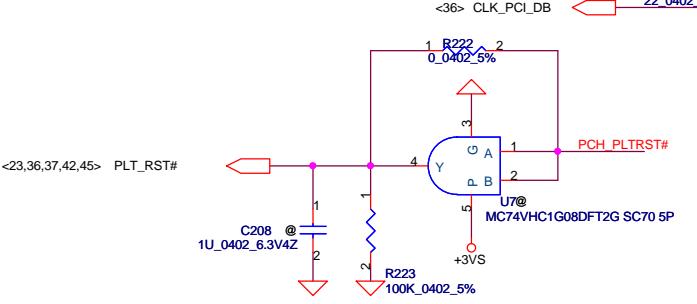 <36> CLK_PCI_DB
22_0402_
1 R222 2
0_0402_5%
3
G
A 1
PCH_PLTRST#
<23,36,37,42,45> PLT_RST#
4
Y
P
B 2
5
U7@
MC74VHC1G08DFT2G SC70 5P
1
1
C208 @
1U_0402_6.3V4Z
2
+3VS
2
R223
100K_0402_5%